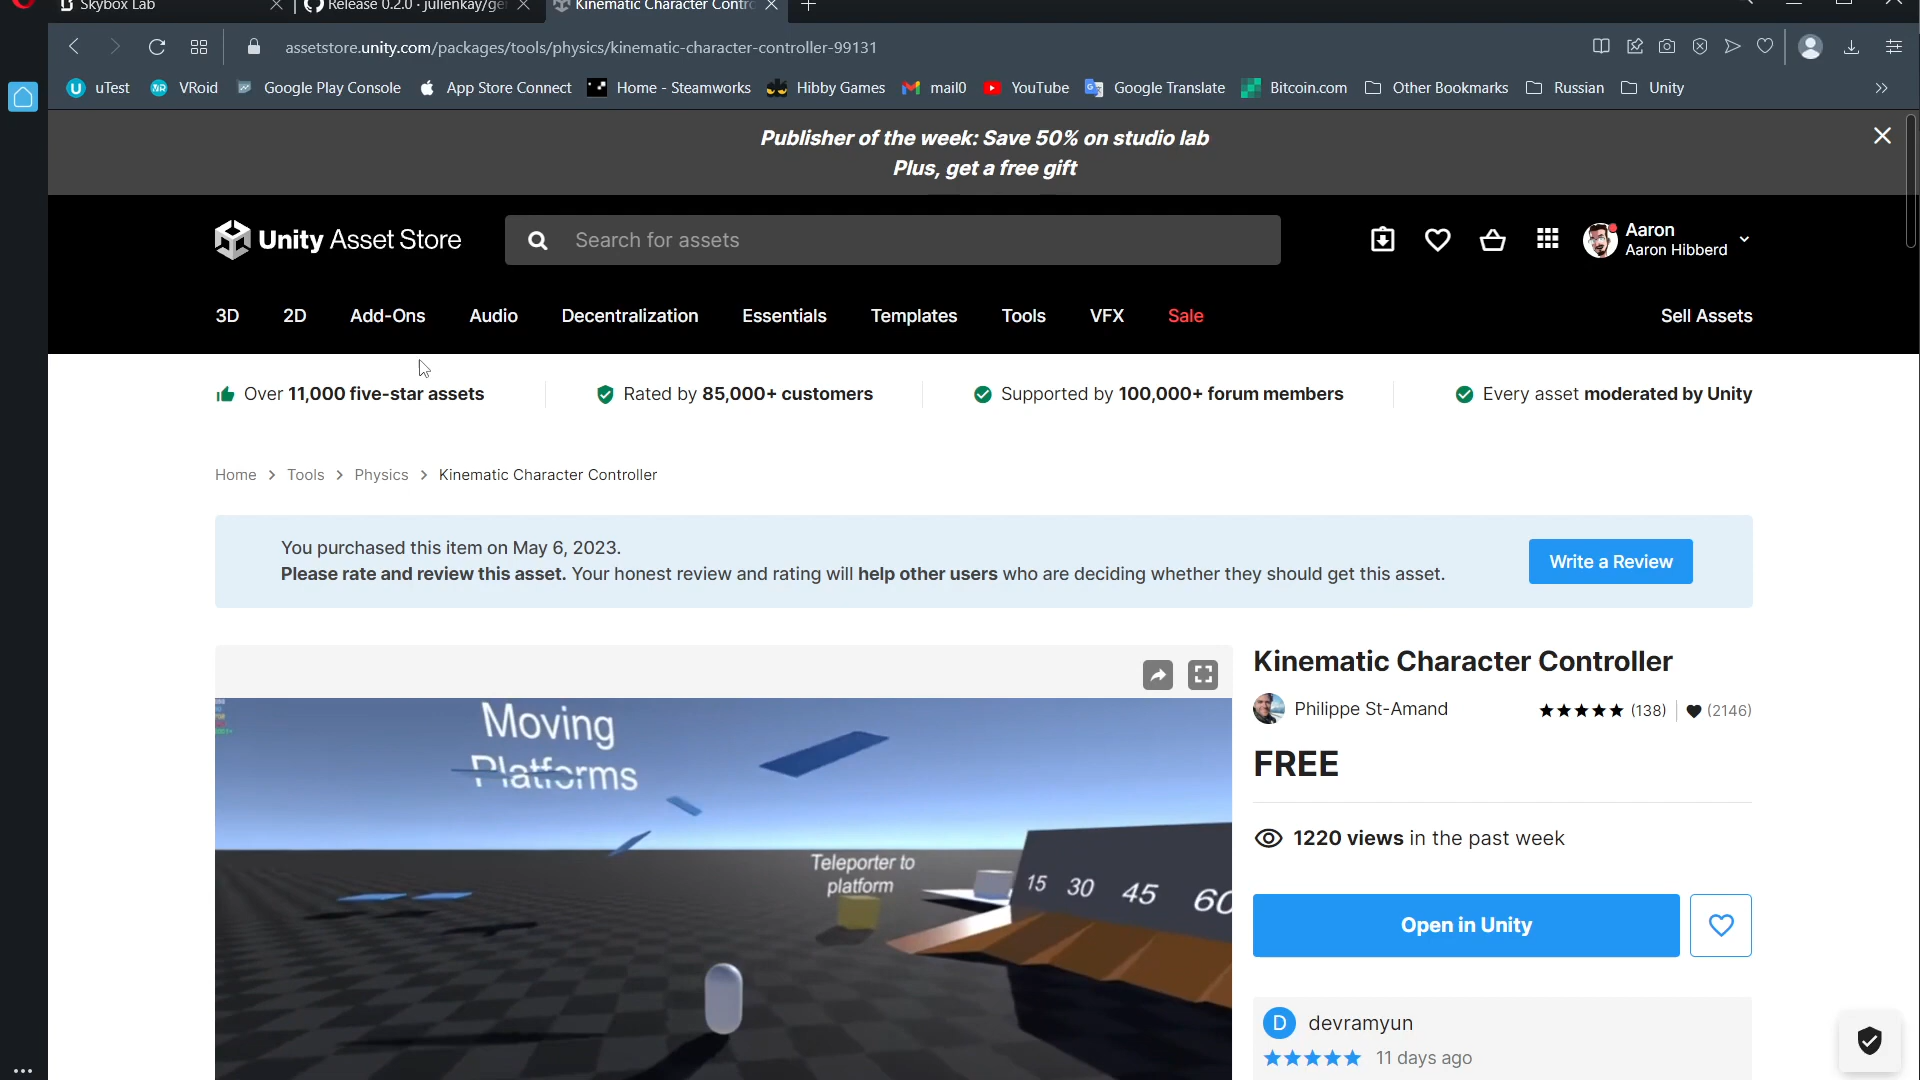 Skybox Lab
Release 0.2.0 · julienkay/ge
Kinematic Character Contro
assetstore.unity.com/packages/tools/physics/kinematic-character-controller-99131
uTest VRoid Google Play Console App Store Connect Home - Steamworks Hibby Games mail0 YouTube Google Translate Bitcoin.com Other Bookmarks Russian Unity
Publisher of the week: Save 50% on studio lab
Plus, get a free gift
Unity Asset Store
Search for assets
Aaron
Aaron Hibberd
3D 2D Add-Ons Audio Decentralization Essentials Templates Tools VFX Sale Sell Assets
Over 11,000 five-star assets Rated by 85,000+ customers Supported by 100,000+ forum members Every asset moderated by Unity
Home > Tools > Physics > Kinematic Character Controller
You purchased this item on May 6, 2023.
Please rate and review this asset. Your honest review and rating will help other users who are deciding whether they should get this asset.
Write a Review
Moving
Platforms
Teleporter to
platform
15 30 45 60
Kinematic Character Controller
Philippe St-Amand (138) (2146)
FREE
1220 views in the past week
Open in Unity
D devramyun
11 days ago